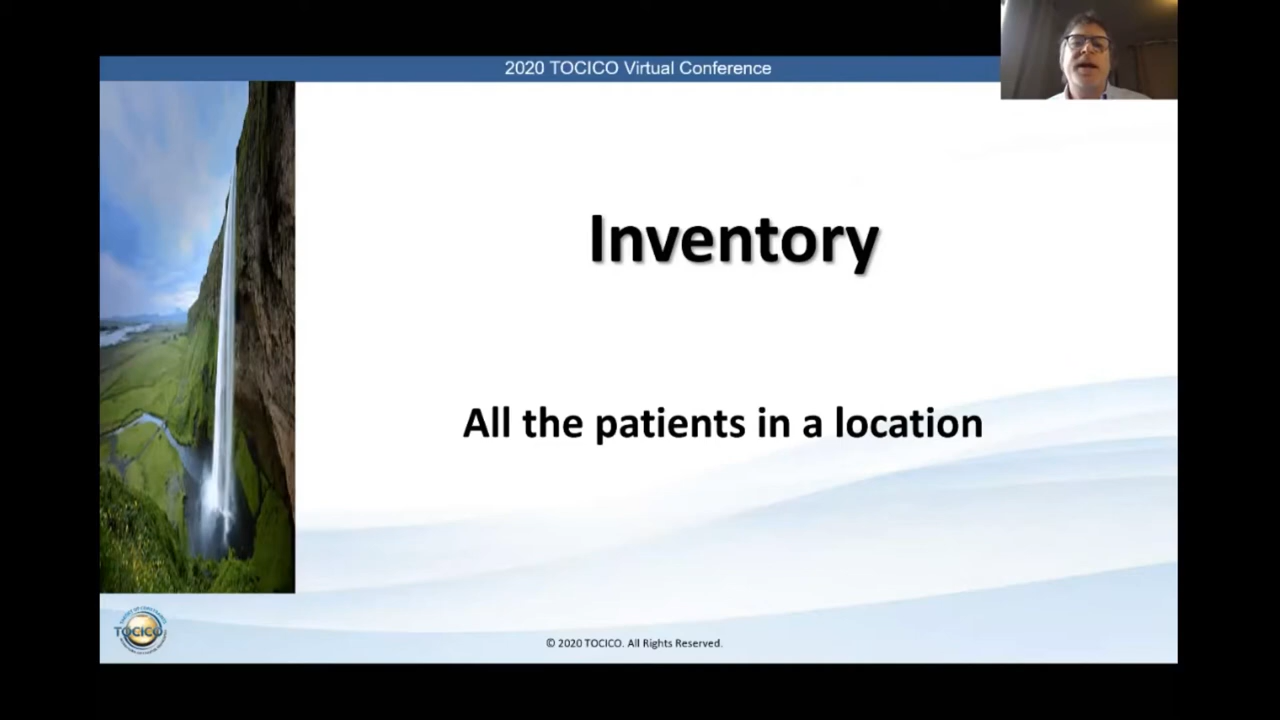 2020 TOCICO Virtual Conference
Inventory
All the patients in a location
TOCICO
© 2020 TOCICO. All Rights Reserved.